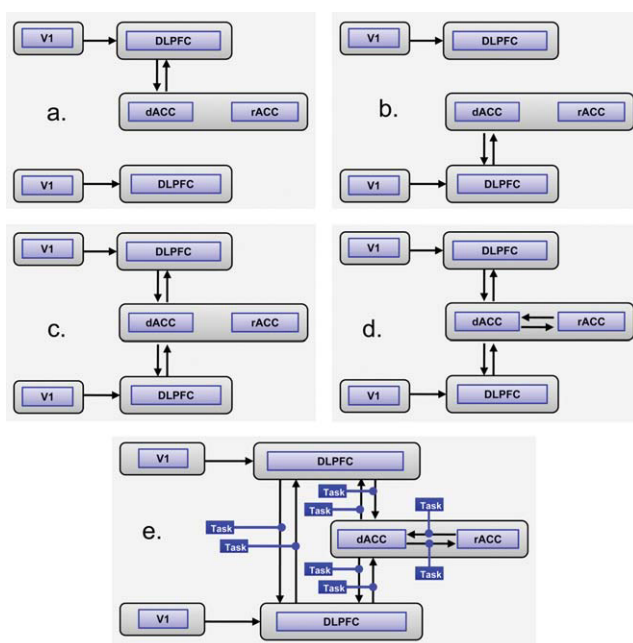 V1 DLPFC
a. dACC rACC
V1 DLPFC
V1 DLPFC
b. dACC rACC
V1 DLPFC
V1 DLPFC
c. dACC rACC
V1 DLPFC
V1 DLPFC
d. dACC rACC
V1 DLPFC
V1 DLPFC
e. Task
Task
Task Task
Task
dACC rACC
Task Task
Task
V1 DLPFC